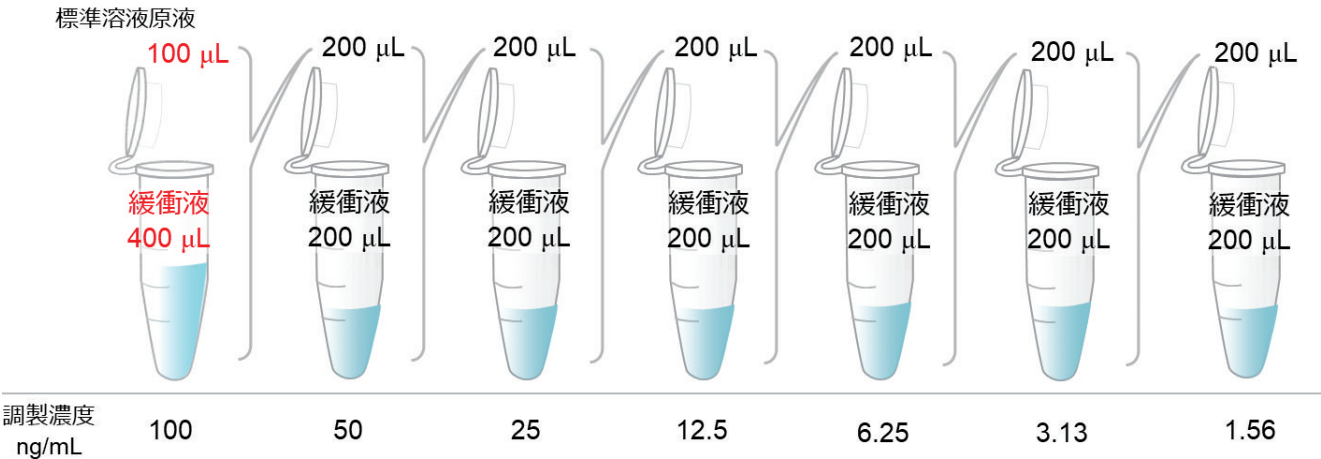 標準溶液原液
100 μL 200 μL 200 μL 200 μL 200 μL 200 μL 200 μL
緩衝液 緩衝液 緩衝液 緩衝液 緩衝液 緩衝液 緩衝液
400 μL 200 μL 200 μL 200 μL 200 μL 200 μL 200 μL
調製濃度
ng/mL 100 50 25 12.5 6.25 3.13 1.56